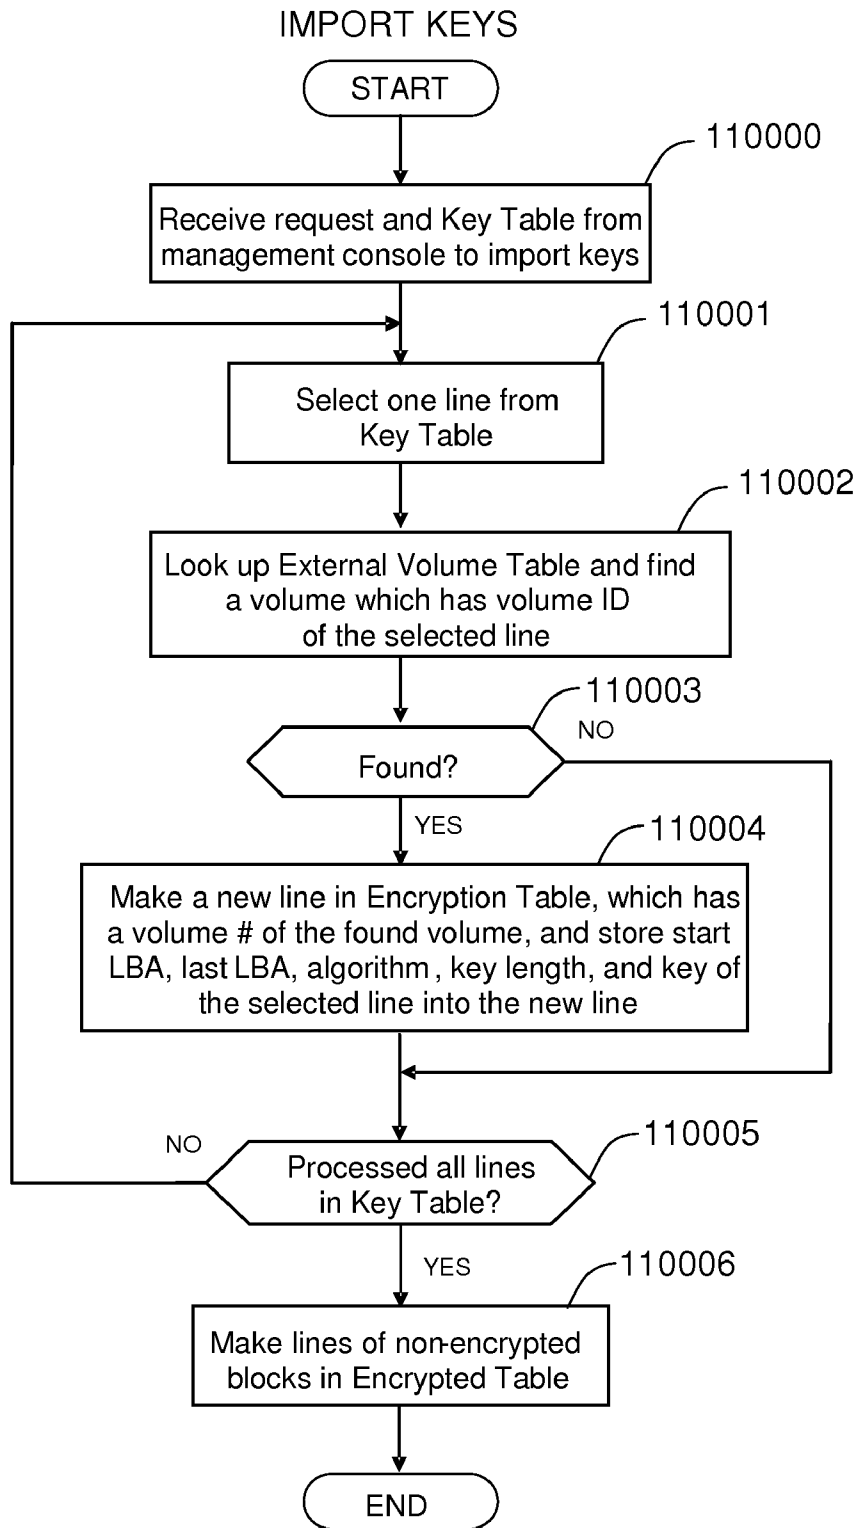 IMPORT KEYS
START
110000
Receive request and Key Table from
management console to import keys
110001
Select one line from
Key Table
110002
Look up External Volume Table and find
a volume which has volume ID
of the selected line
110003
Found?
NO
YES
110004
Make a new line in Encryption Table, which has
a volume # of the found volume, and store start
LBA, last LBA, algorithm, key length, and key of
the selected line into the new line
110005
NO
Processed all lines
in Key Table?
YES
110006
Make lines of non-encrypted
blocks in Encrypted Table
END